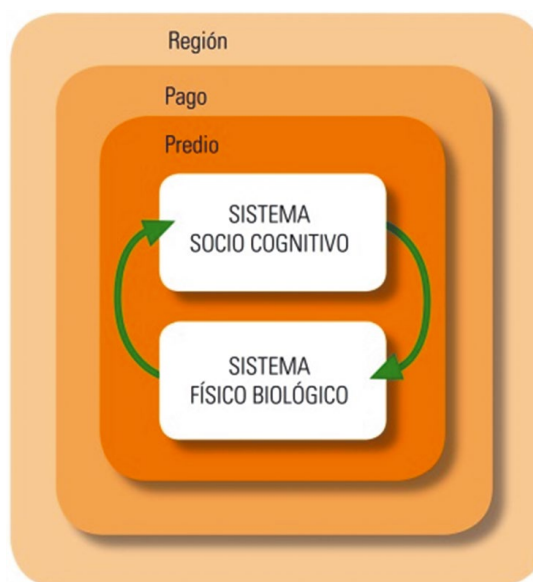 Región
Pago
Predio
SISTEMA
SOCIO COGNITIVO
SISTEMA
FÍSICO BIOLÓGICO